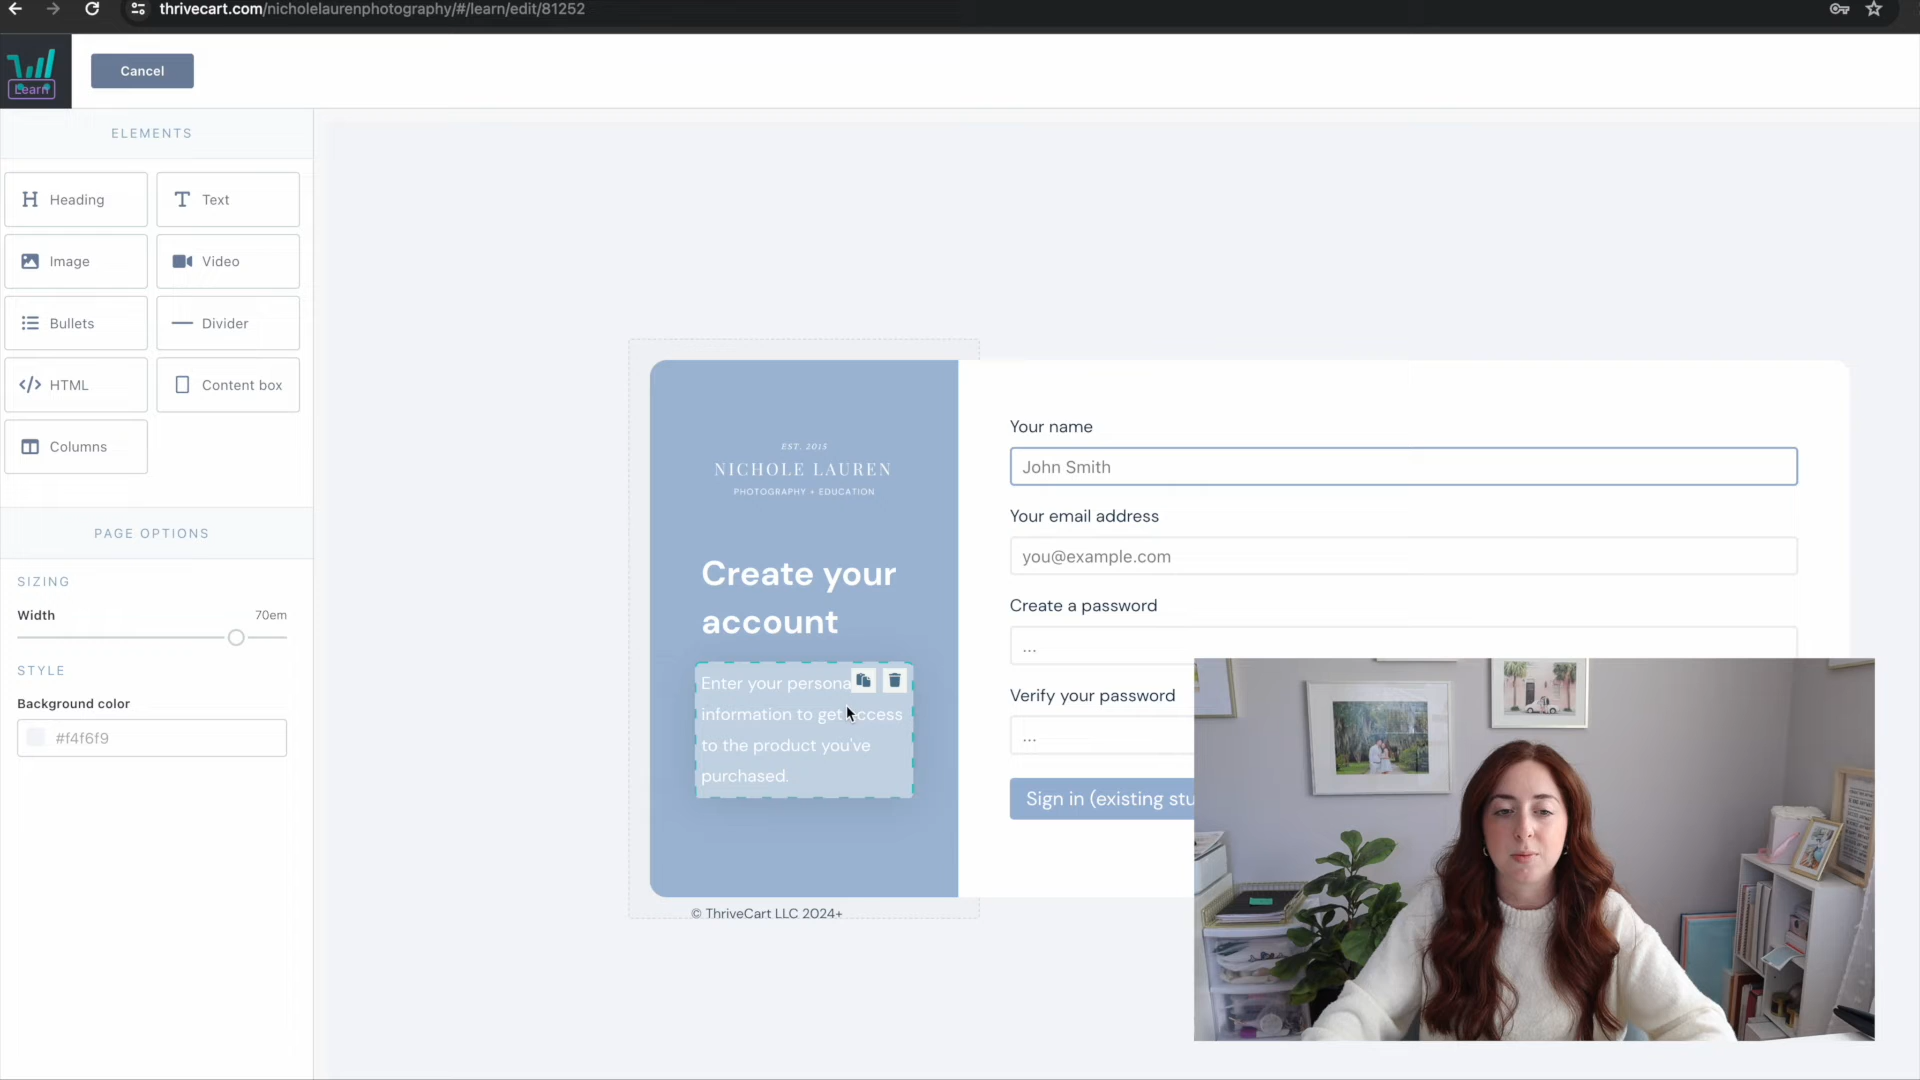 thrivecart.com/nicholelaurenphotography/#/learn/edit/81252
Learn
Cancel
ELEMENTS
Heading
Text
Image
Video
Bullets
Divider
HTML
Content box
Columns
PAGE OPTIONS
SIZING
Width
70em
STYLE
Background color
#f4f6f9
EST. 2015
NICHOLE LAUREN
PHOTOGRAPHY + EDUCATION
Create your
account
Enter your persona
information to get access
to the product you've
purchased.
© ThriveCart LLC 2024+
Your name
John Smith
Your email address
you@example.com
Create a password
...
Verify your password
...
Sign in (existing stu